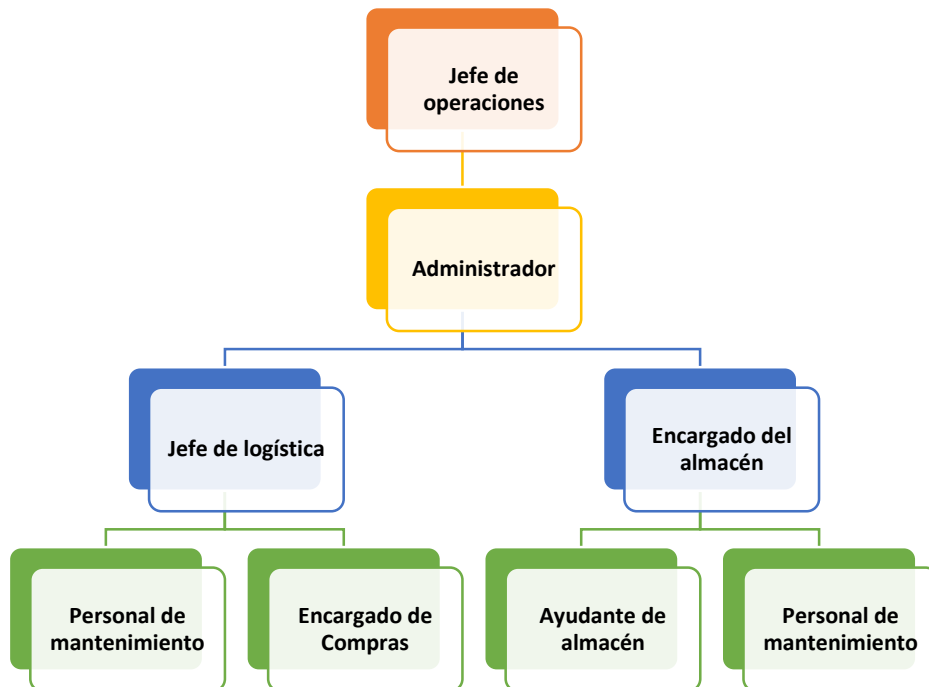 Jefe de
operaciones
Administrador
Jefe de logística
Encargado del
almacén
Personal de
mantenimiento
Encargado de
Compras
Ayudante de
almacén
Personal de
mantenimiento